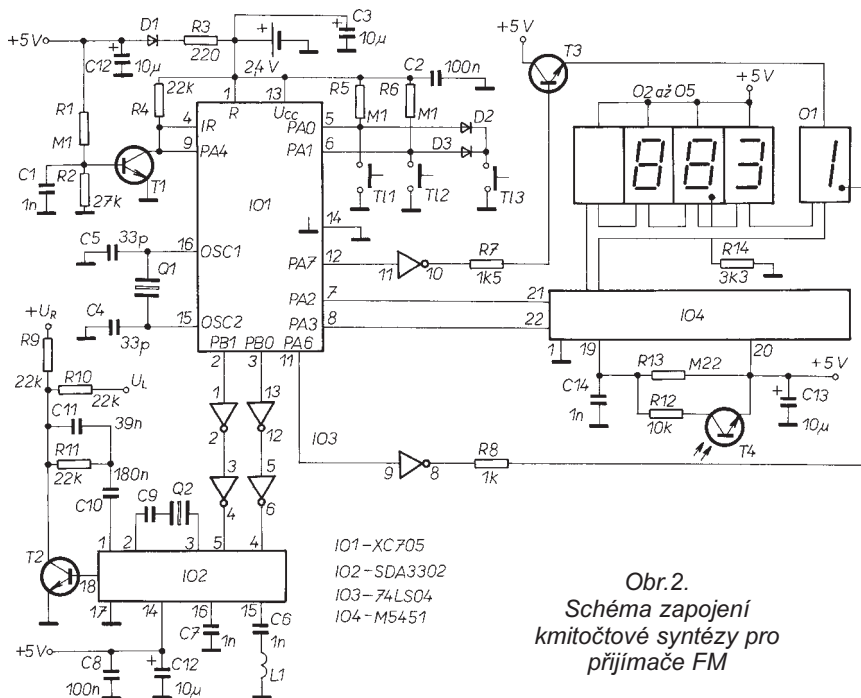 +5V
D1
R3
220
C3
10μ
+
C12
10μ
+
2,4V
C2
100n
R1
M1
R4
22k
1
R
13
Ucc
R5
M1
R6
M1
4
IR
9
PA4
PA0
5
PA1
6
D2
D3
C1
1n
R2
27k
T1
IO1
Tl1
Tl2
Tl3
14
C5
33p
16
OSC1
Q1
C4
33p
15
OSC2
PA7
12
11
10
R7
1k5
PA2
7
PA3
8
PB1
2
PB0
3
PA6
11
+5V
T3
O2 až O5
+5V
O1
8
8.
3
1.
R14
3k3
21
22
IO4
1
19
20
+5V
R13
M22
R12
10k
C14
1n
T4
C13
10μ
+
+UR
R9
22k
R10
22k
UL
C11
39n
R11
22k
180n
C10
C9
Q2
1
2
3
4
13
12
5
6
IO3
9
8
R8
1k
T2
18
1
2
3
5
4
IO2
17
14
16
15
C7
1n
C6
1n
L1
+5V
C8
100n
C12
10μ
+
IO1-XC705
IO2-SDA3302
IO3-74LS04
IO4-M5451
Obr.2.
Schéma zapojení
kmitočtové syntézy pro
přijímače FM